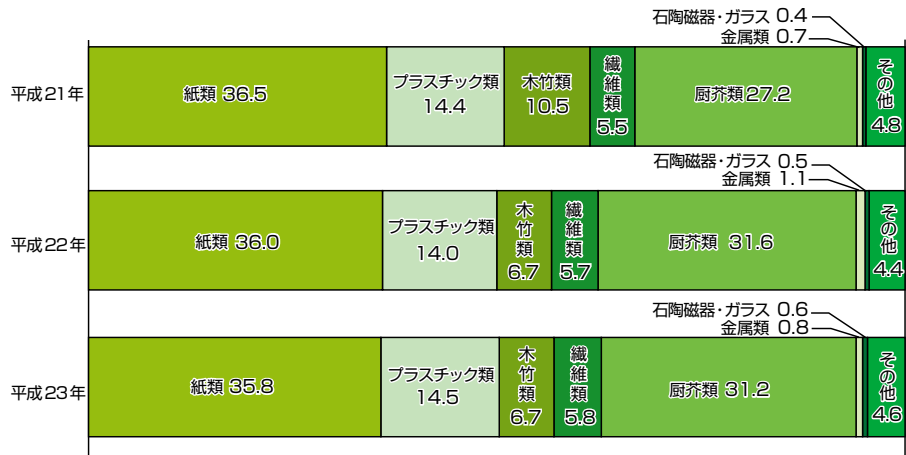 石陶磁器・ガラス 0.4
金属類 0.7
平成21年
紙類 36.5
プラスチック類
14.4
木竹類
10.5
繊維類
5.5
厨芥類27.2
その他
4.8
石陶磁器・ガラス 0.5
金属類 1.1
平成22年
紙類 36.0
プラスチック類
14.0
木竹類
6.7
繊維類
5.7
厨芥類 31.6
その他
4.4
石陶磁器・ガラス 0.6
金属類 0.8
平成23年
紙類 35.8
プラスチック類
14.5
木竹類
6.7
繊維類
5.8
厨芥類 31.2
その他
4.6